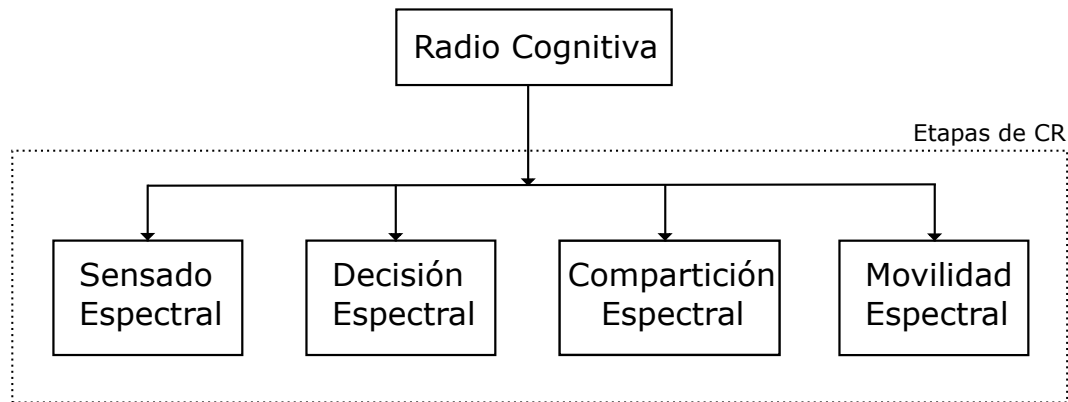 Radio Cognitiva
Etapas de CR
Sensado
Espectral
Decisión
Espectral
Compartición
Espectral
Movilidad
Espectral